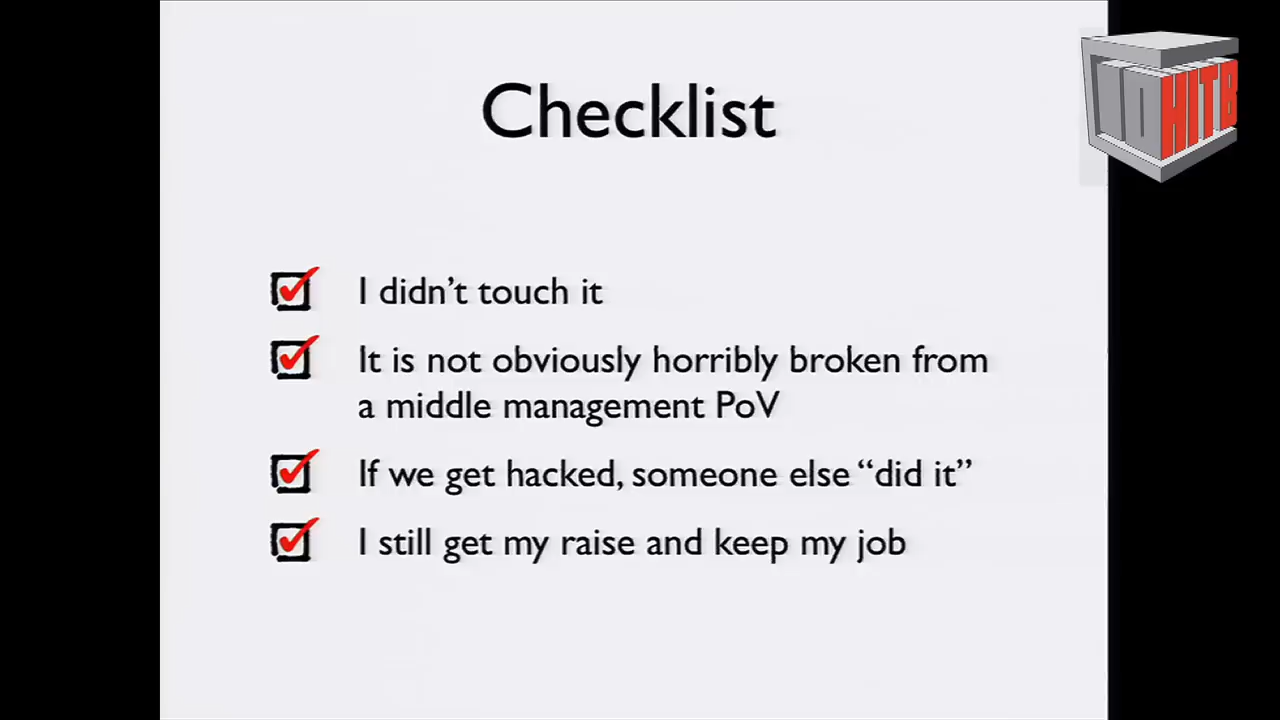 Checklist
HITB
I didn't touch it
It is not obviously horribly broken from
a middle management PoV
If we get hacked, someone else “did it”
I still get my raise and keep my job